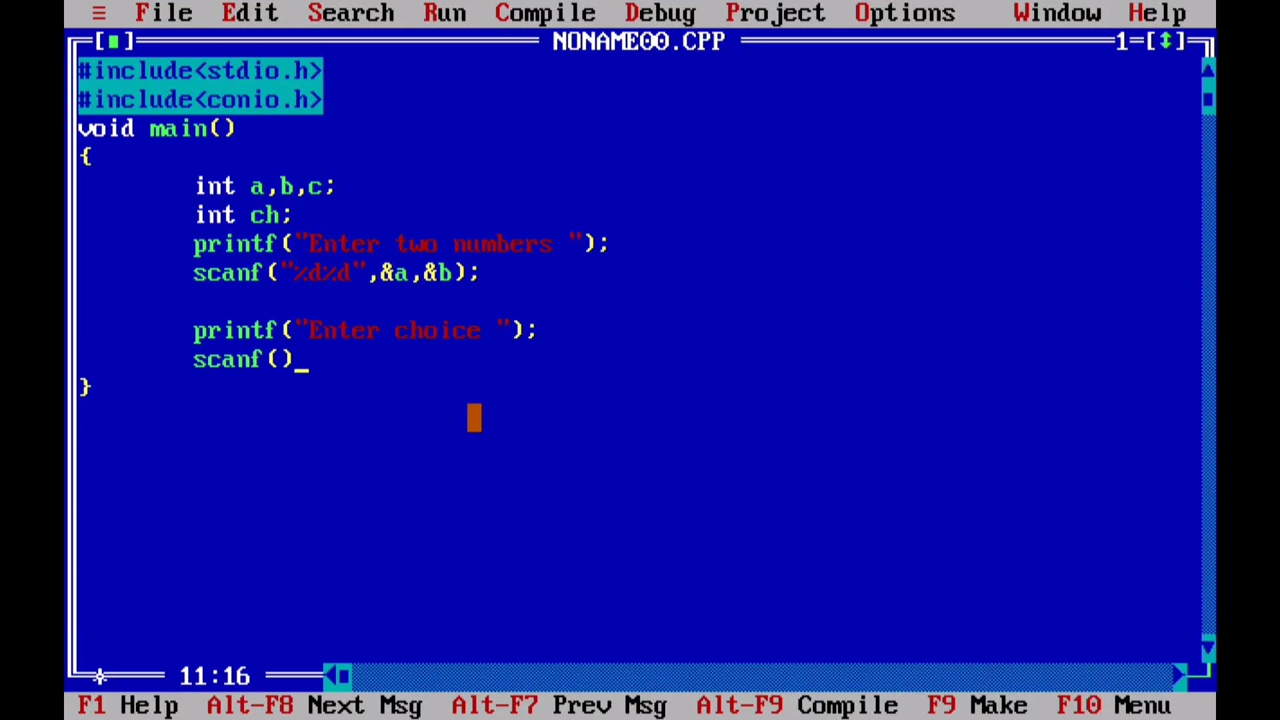 ≡ File Edit Search Run Compile Debug Project Options Window Help
[■] NONAME00.CPP 1=[↕]
#include<stdio.h>
#include<conio.h>
void main()
{
int a,b,c;
int ch;
printf("Enter two numbers ");
scanf("%d%d",&a,&b);
printf("Enter choice ");
scanf()_
}
11:16
F1 Help Alt-F8 Next Msg Alt-F7 Prev Msg Alt-F9 Compile F9 Make F10 Menu